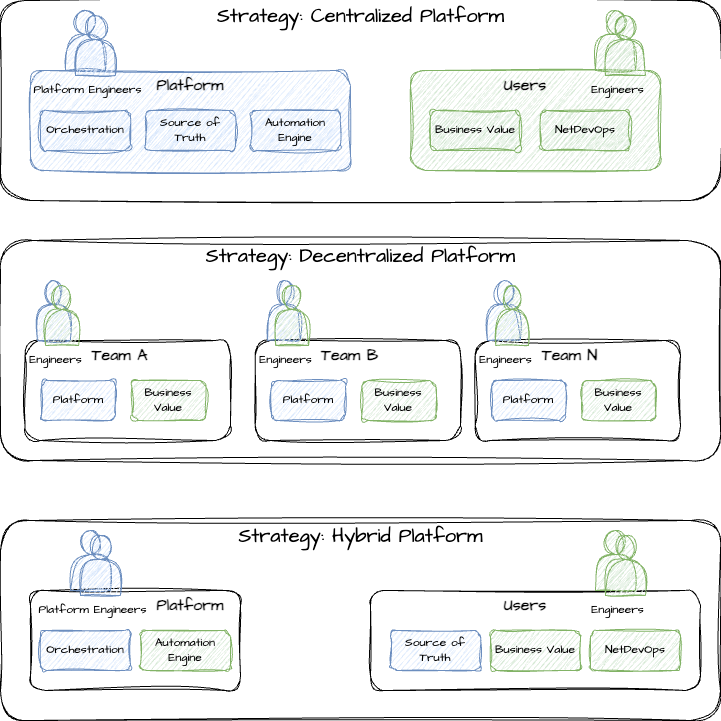 Strategy: Centralized Platform
Platform Engineers
Platform
Orchestration
Source of
Truth
Automation
Engine
Users
Engineers
Business Value
NetDevOps
Strategy: Decentralized Platform
Engineers
Team A
Platform
Business
Value
Engineers
Team B
Platform
Business
Value
Engineers
Team N
Platform
Business
Value
Strategy: Hybrid Platform
Platform Engineers
Platform
Orchestration
Automation
Engine
Users
Engineers
Source of
Truth
Business Value
NetDevOps